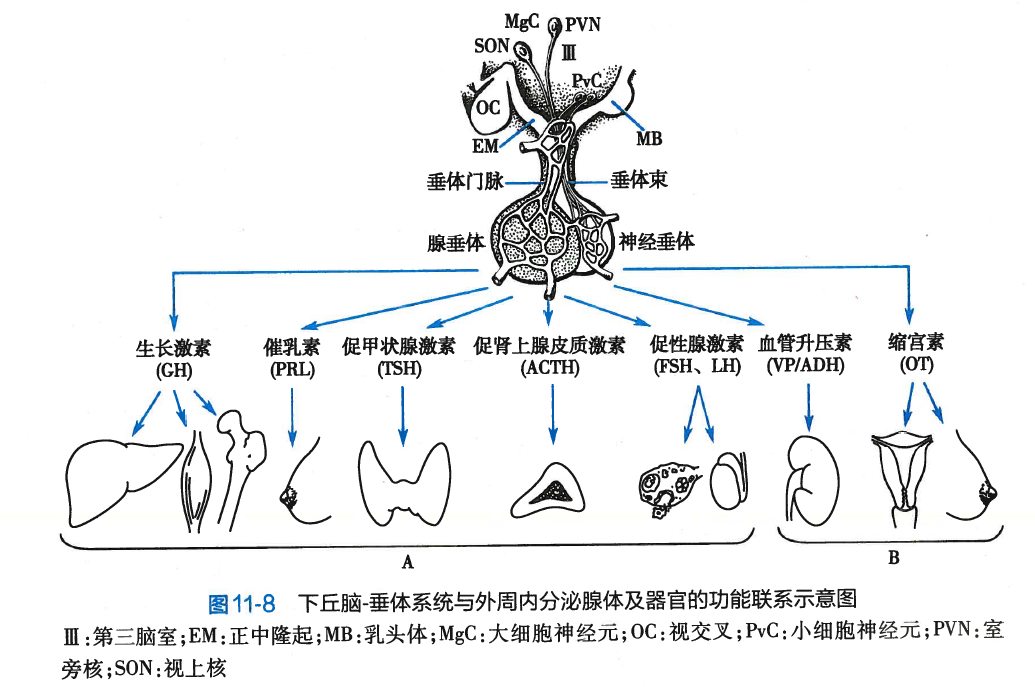 MgC PVN
SON Ⅲ
PvC
OC
EM MB
垂体门脉 垂体束
腺垂体 神经垂体
生长激素 催乳素 促甲状腺激素 促肾上腺皮质激素 促性腺激素 血管升压素 缩宫素
(GH) (PRL) (TSH) (ACTH) (FSH、LH) (VP/ADH) (OT)
A B
图11-8 下丘脑-垂体系统与外周内分泌腺体及器官的功能联系示意图
Ⅲ:第三脑室;EM:正中隆起;MB:乳头体;MgC:大细胞神经元;OC:视交叉;PvC:小细胞神经元;PVN:室
旁核;SON:视上核